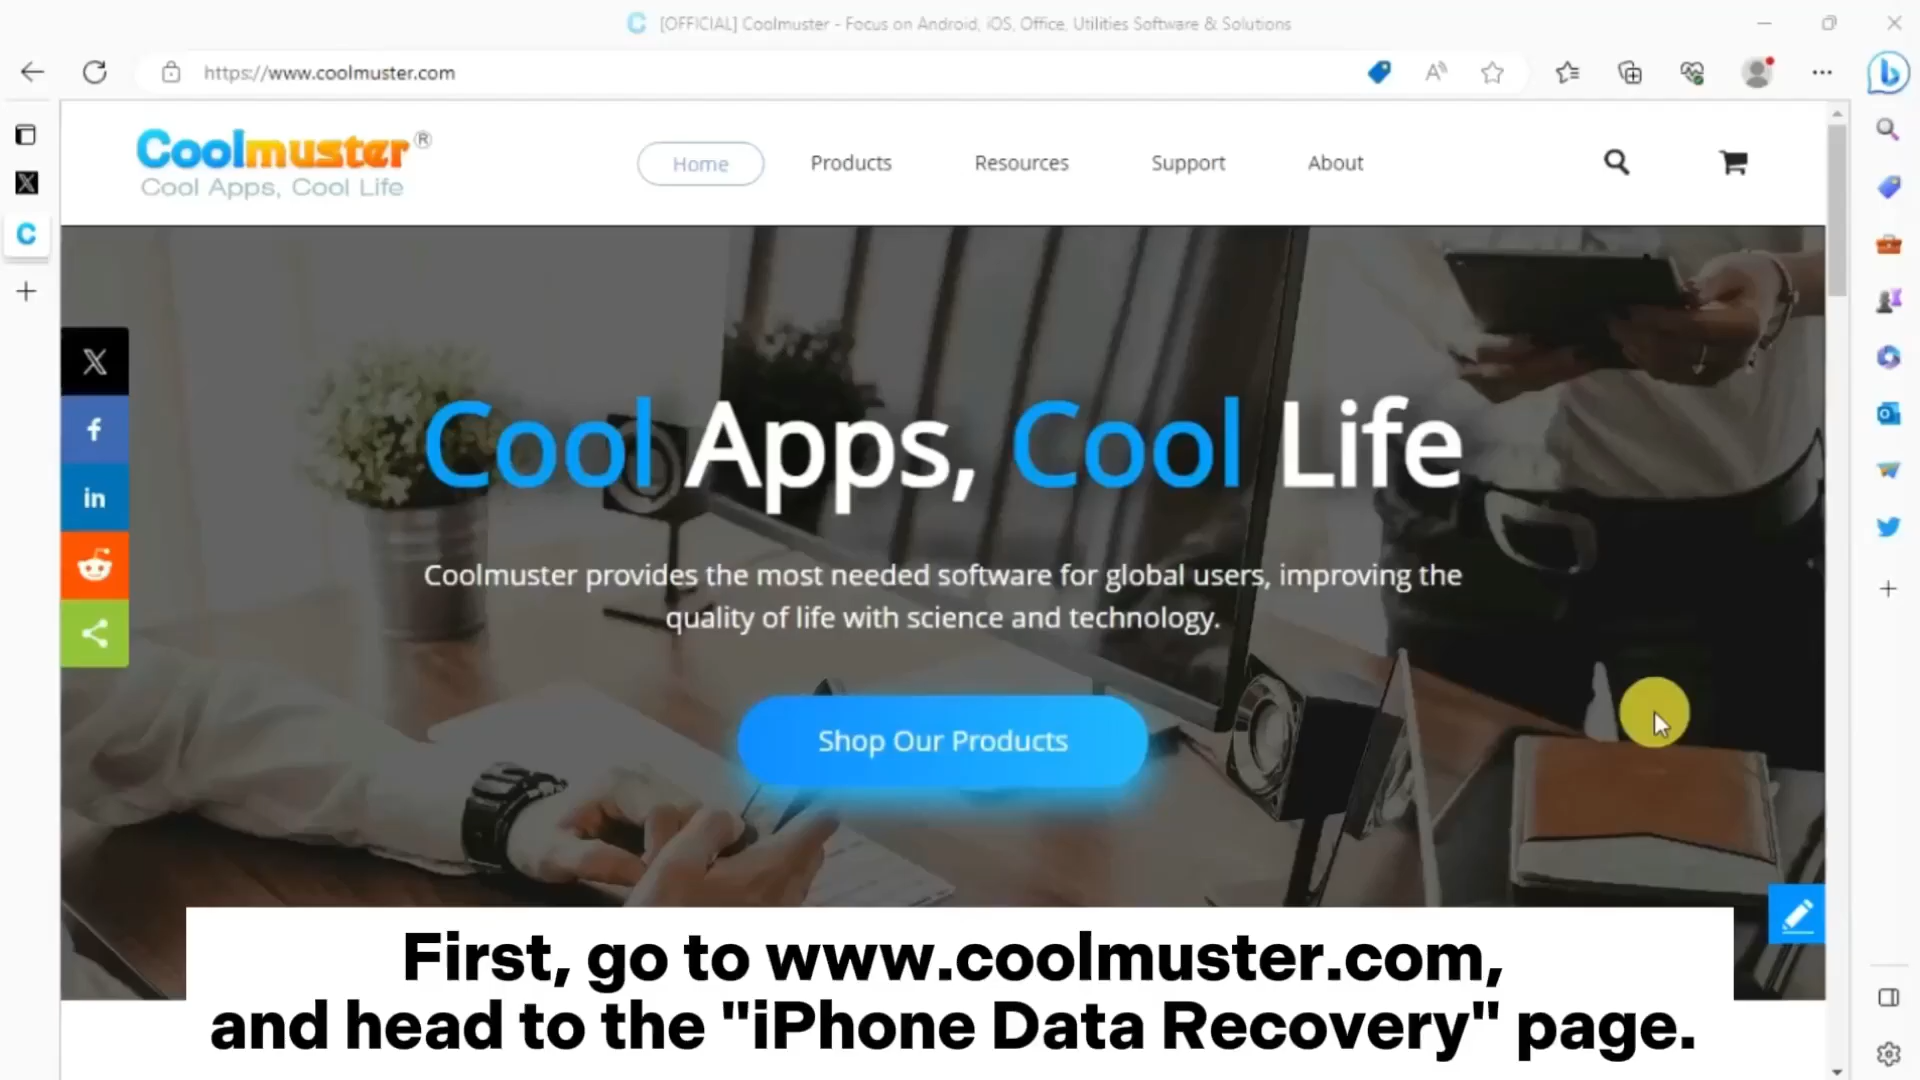 [OFFICIAL] Coolmuster - Focus on Android, iOS, Office, Utilities Software & Solutions
https://www.coolmuster.com
Coolmuster®
Cool Apps, Cool Life
Home
Products
Resources
Support
About
Cool Apps, Cool Life
Coolmuster provides the most needed software for global users, improving the
quality of life with science and technology.
Shop Our Products
First, go to www.coolmuster.com,
and head to the "iPhone Data Recovery" page.